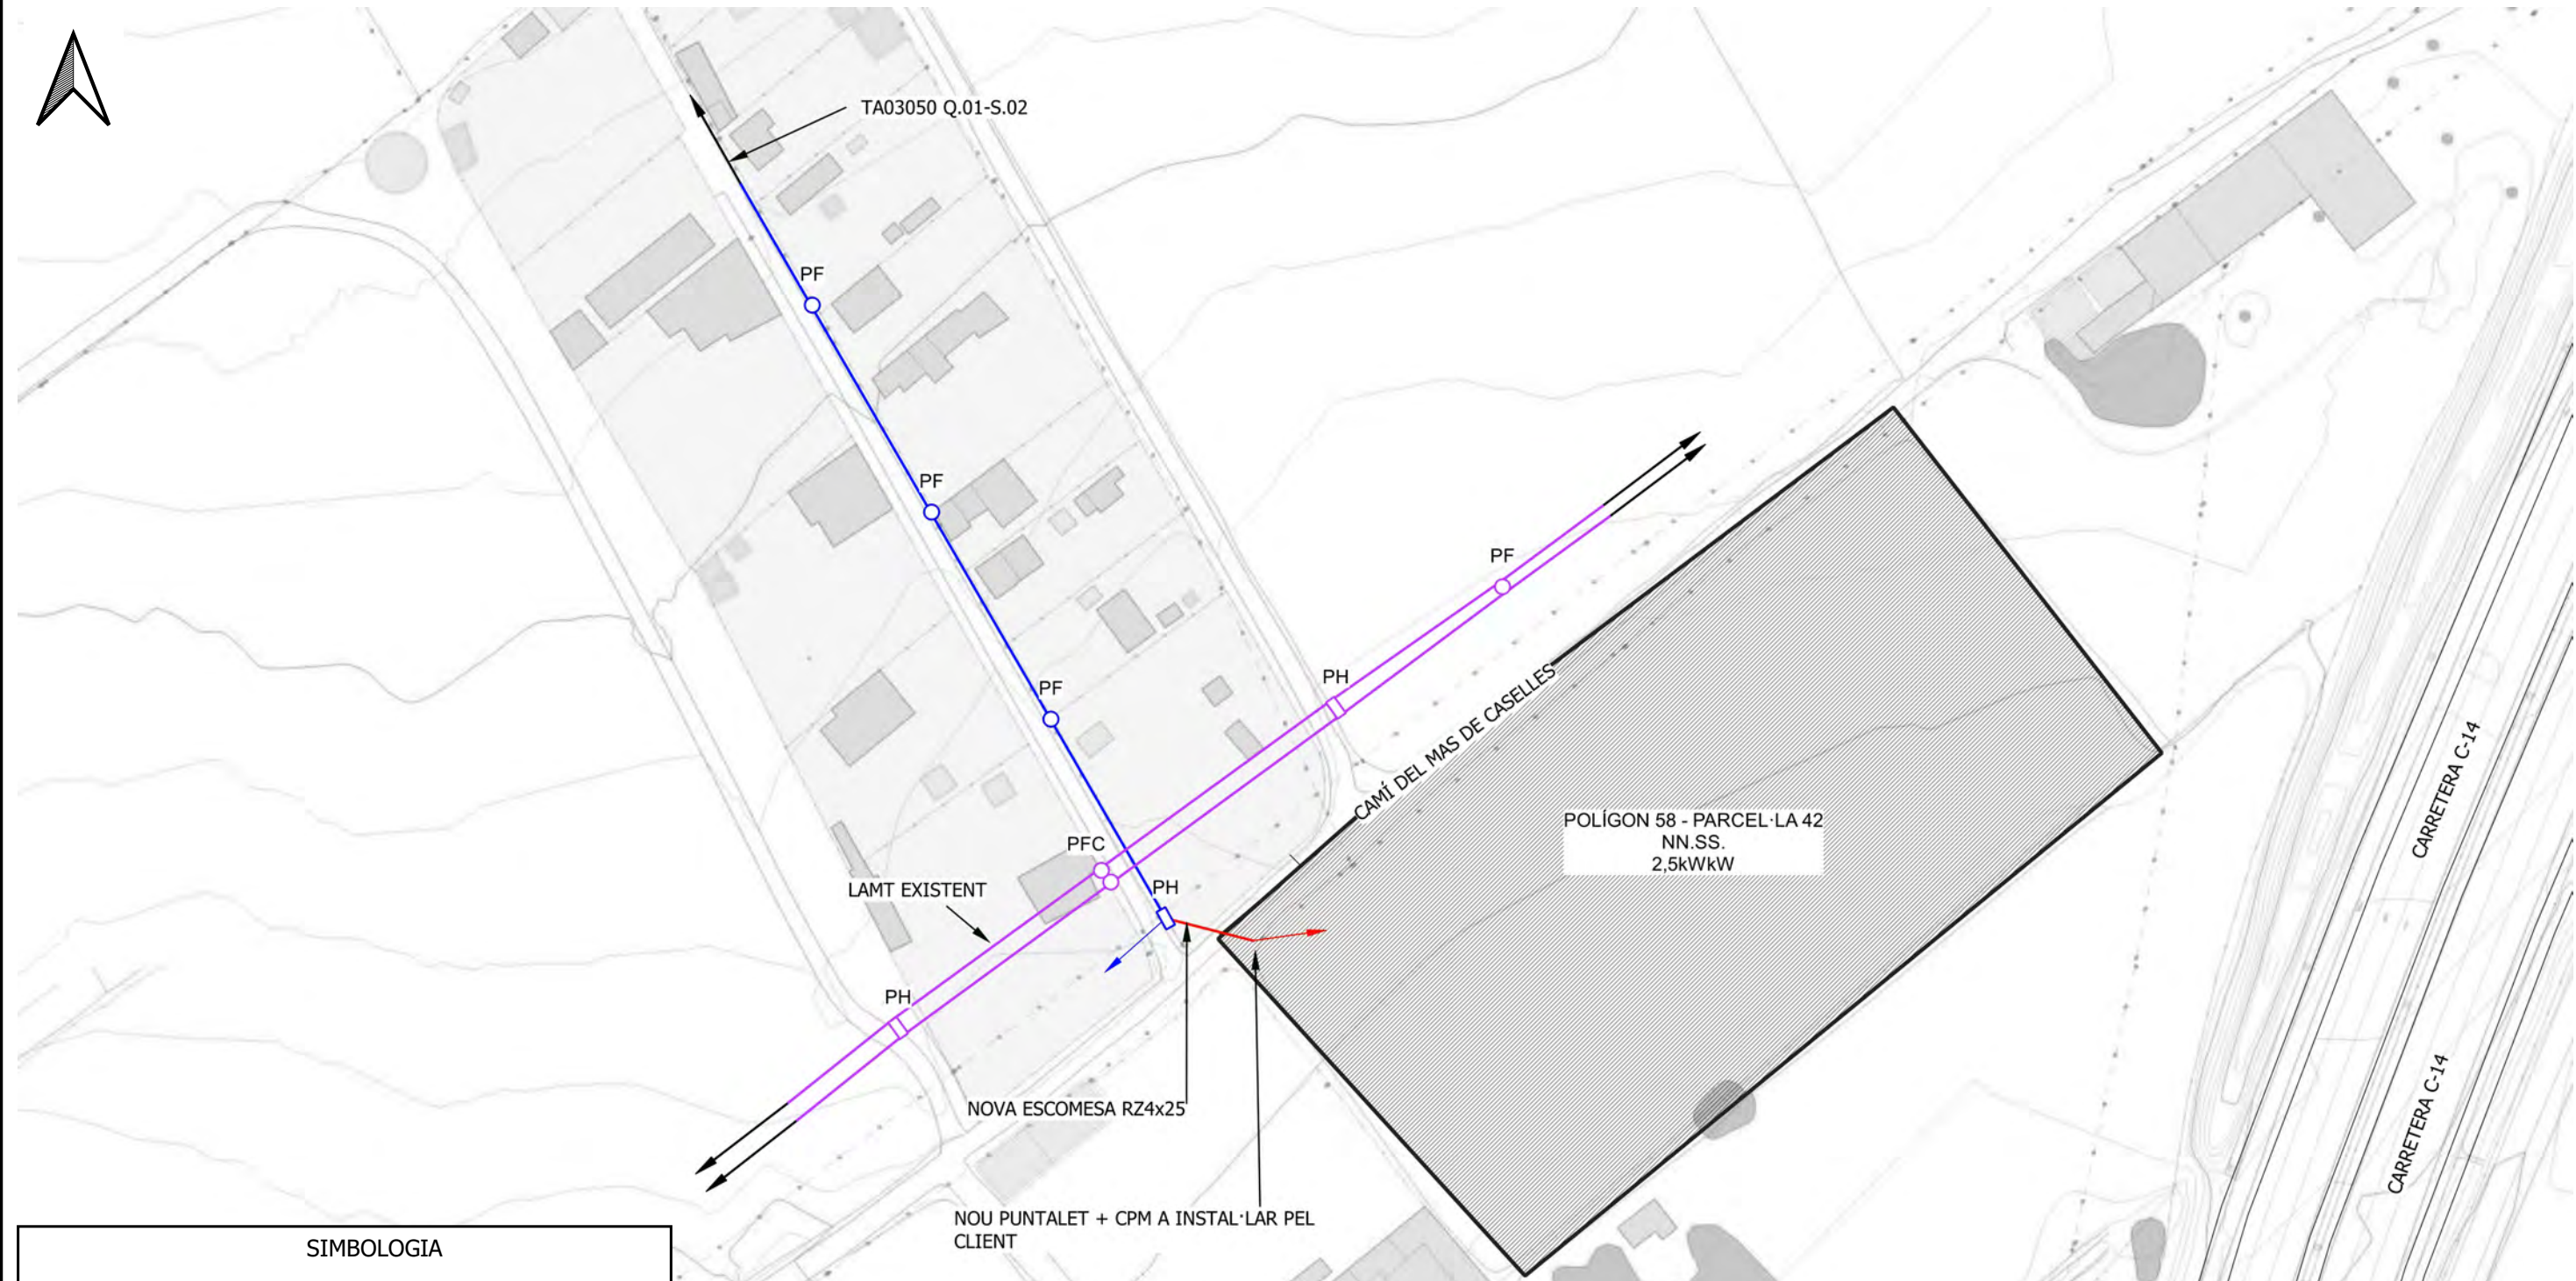 TA03050 Q.01-S.02
PF
PF
PF
PF
PH
CAMÍ DEL MAS DE CASELLES
POLÍGON 58 - PARCEL·LA 42
NN.SS.
2,5kWkW
CARRETERA C-14
PFC
LAMT EXISTENT
PH
PH
NOVA ESCOMESA RZ4x25
CARRETERA C-14
NOU PUNTALET + CPM A INSTAL·LAR PEL
CLIENT
SIMBOLOGIA